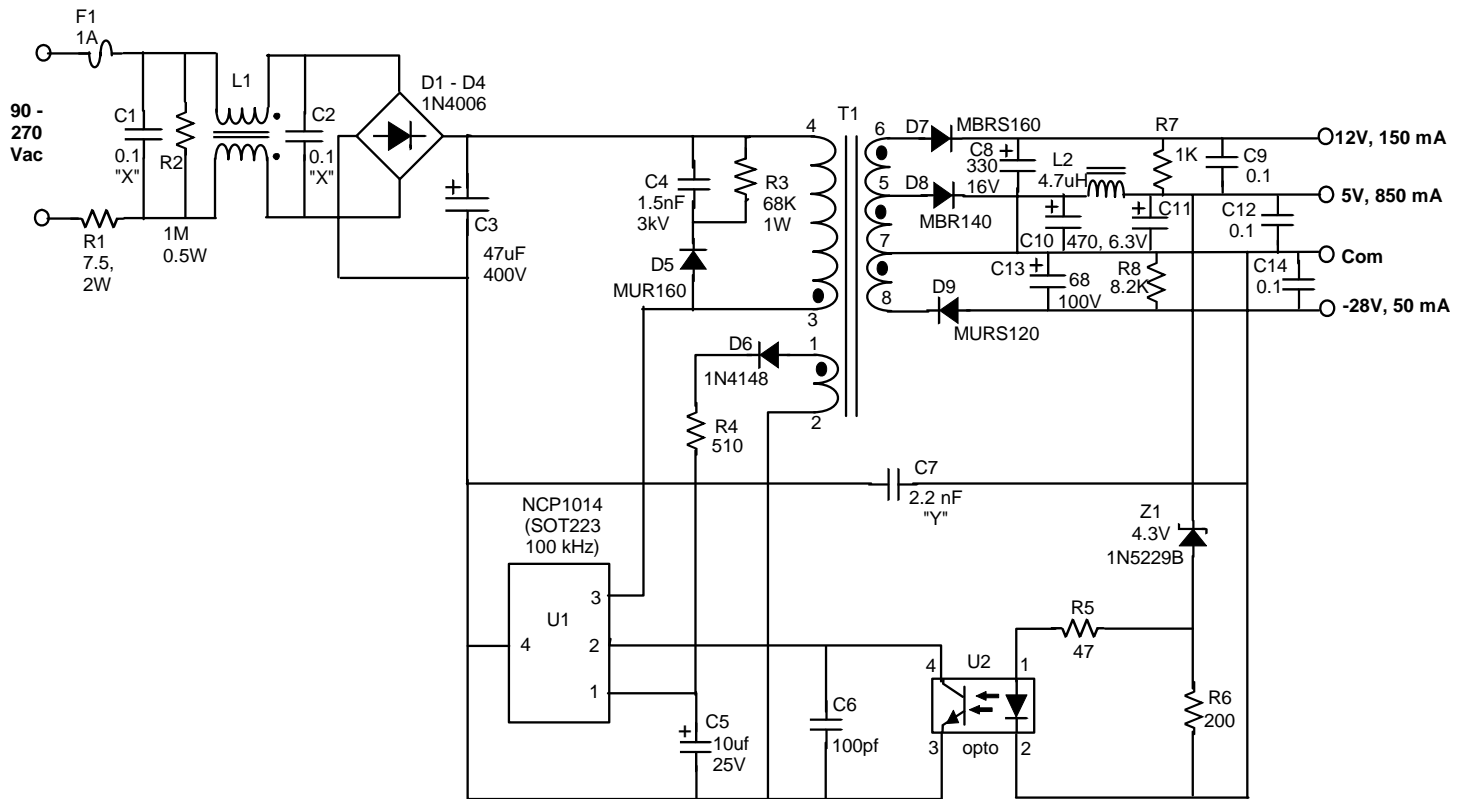 F1
1A
90 -
270
Vac
C1
0.1
"X"
R2
1M
0.5W
R1
7.5,
2W
L1
C2
0.1
"X"
D1 - D4
1N4006
C3
47uF
400V
C4
1.5nF
3kV
R3
68K
1W
D5
MUR160
T1
4
3
1
2
6
5
7
8
D6
1N4148
R4
510
D7
MBRS160
C8
330
16V
D8
MBR140
L2
4.7uH
R7
1K
C9
0.1
12V, 150 mA
5V, 850 mA
C10
470, 6.3V
C11
C12
0.1
Com
C13
68
100V
R8
8.2K
C14
0.1
-28V, 50 mA
D9
MURS120
C7
2.2 nF
"Y"
NCP1014
(SOT223
100 kHz)
U1
3
4
2
1
C5
10uf
25V
C6
100pf
U2
4
1
3
2
opto
R5
47
Z1
4.3V
1N5229B
R6
200